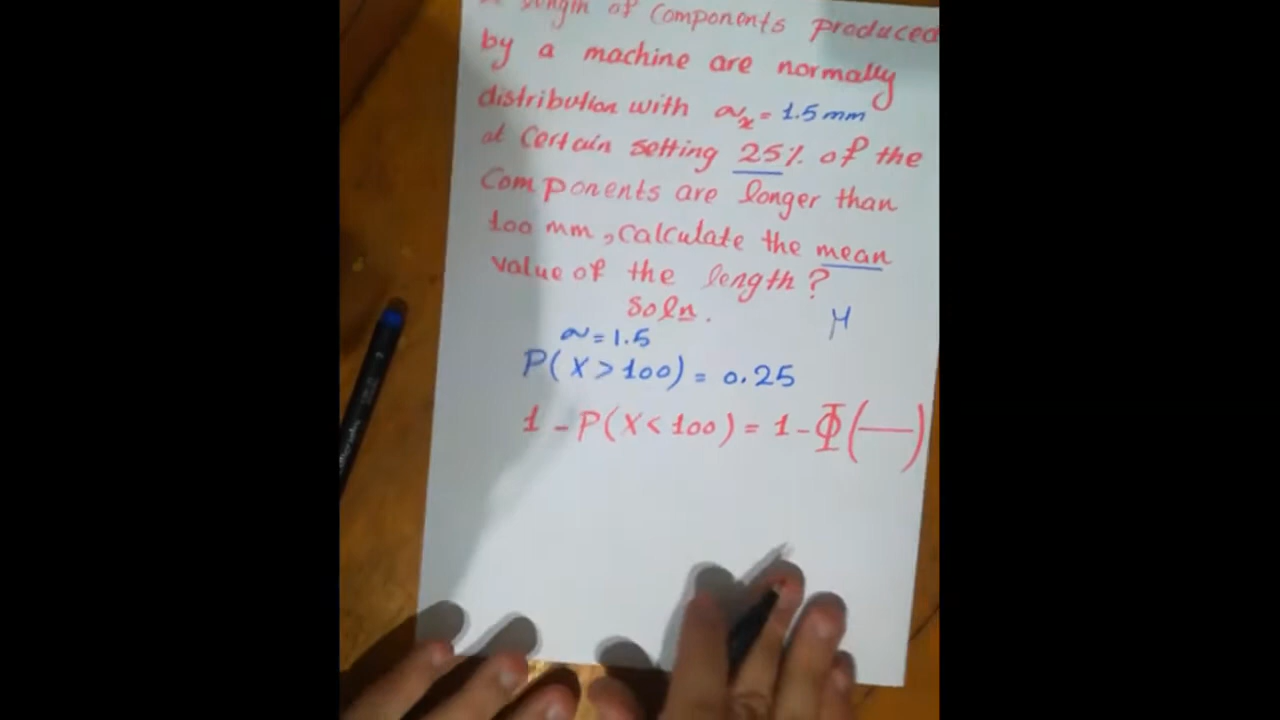 length of Components produced
by a machine are normally
distribution with σx = 1.5 mm
at Certain setting 25% of the
Components are longer than
100 mm, Calculate the mean
value of the length?
Soln.
μ
σ = 1.5
P(X > 100) = 0.25
1 - P(X < 100) = 1 - Φ(—)